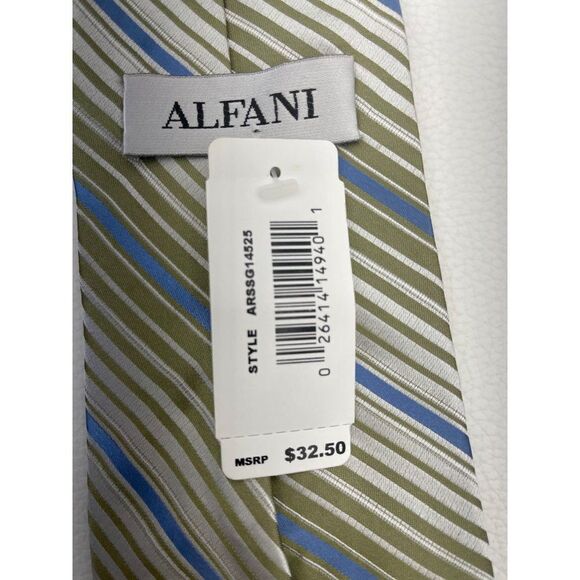 ALFANI
STYLE ARSSG14525
0 26414 14940 1
MSRP $32.50